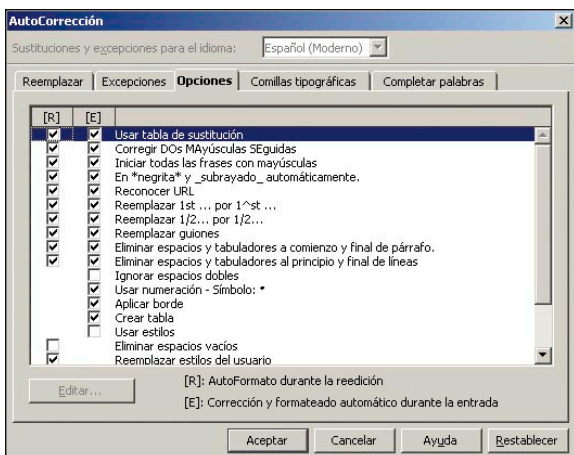 AutoCorrección
Sustituciones y excepciones para el idioma: Español (Moderno)
Reemplazar Excepciones Opciones Comillas tipográficas Completar palabras
[R] [E]
Usar tabla de sustitución
Corregir DOs MAyúsculas SEguidas
Iniciar todas las frases con mayúsculas
En *negrita* y _subrayado_ automáticamente.
Reconocer URL
Reemplazar 1st ... por 1^st ...
Reemplazar 1/2... por 1/2...
Reemplazar guiones
Eliminar espacios y tabuladores a comienzo y final de párrafo.
Eliminar espacios y tabuladores al principio y final de líneas
Ignorar espacios dobles
Usar numeración - Símbolo: •
Aplicar borde
Crear tabla
Usar estilos
Eliminar espacios vacíos
Reemplazar estilos del usuario
Editar... [R]: AutoFormato durante la reedición
[E]: Corrección y formateado automático durante la entrada
Aceptar Cancelar Ayuda Restablecer